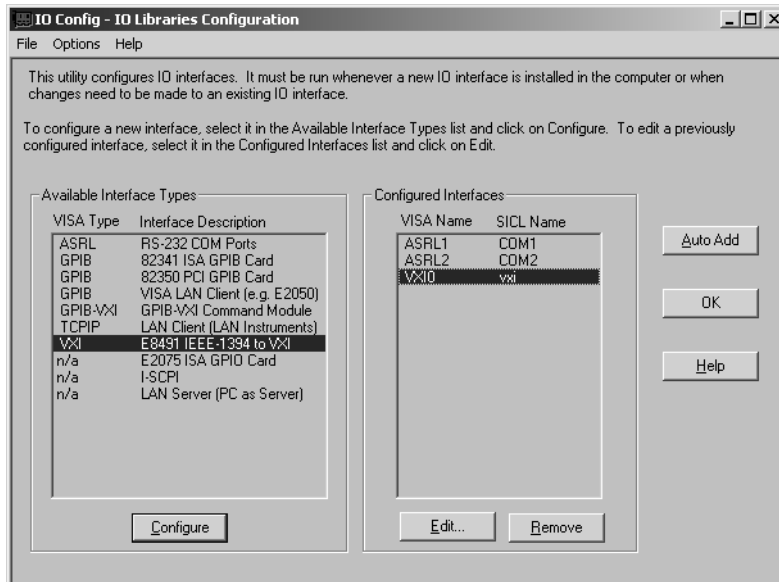 IO Config - IO Libraries Configuration
File Options Help
This utility configures IO interfaces. It must be run whenever a new IO interface is installed in the computer or when
changes need to be made to an existing IO interface.
To configure a new interface, select it in the Available Interface Types list and click on Configure. To edit a previously
configured interface, select it in the Configured Interfaces list and click on Edit.
Available Interface Types
VISA Type Interface Description
ASRL RS-232 COM Ports
GPIB 82341 ISA GPIB Card
GPIB 82350 PCI GPIB Card
GPIB VISA LAN Client (e.g. E2050)
GPIB-VXI GPIB-VXI Command Module
TCPIP LAN Client (LAN Instruments)
VXI E8491 IEEE-1394 to VXI
n/a E2075 ISA GPIO Card
n/a I-SCPI
n/a LAN Server (PC as Server)
Configure
Configured Interfaces
VISA Name SICL Name
ASRL1 COM1
ASRL2 COM2
VXI0 vxi
Edit...
Remove
Auto Add
OK
Help